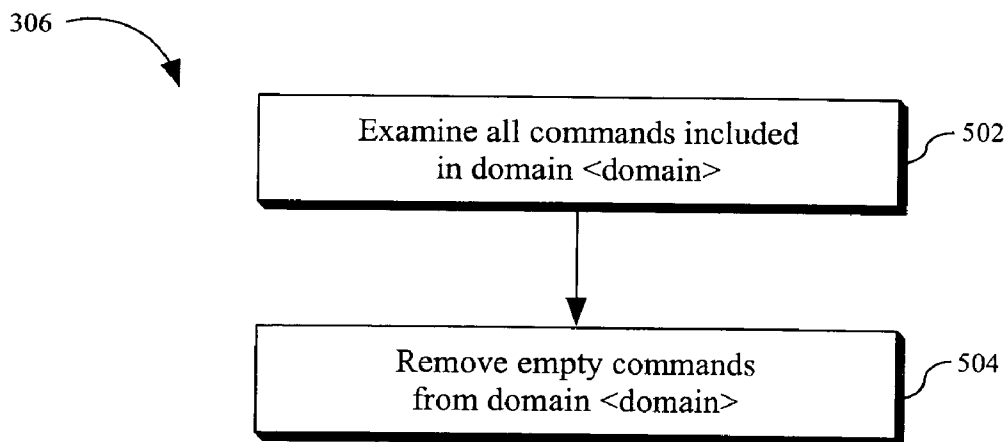 306
Examine all commands included
in domain <domain>
502
Remove empty commands
from domain <domain>
504